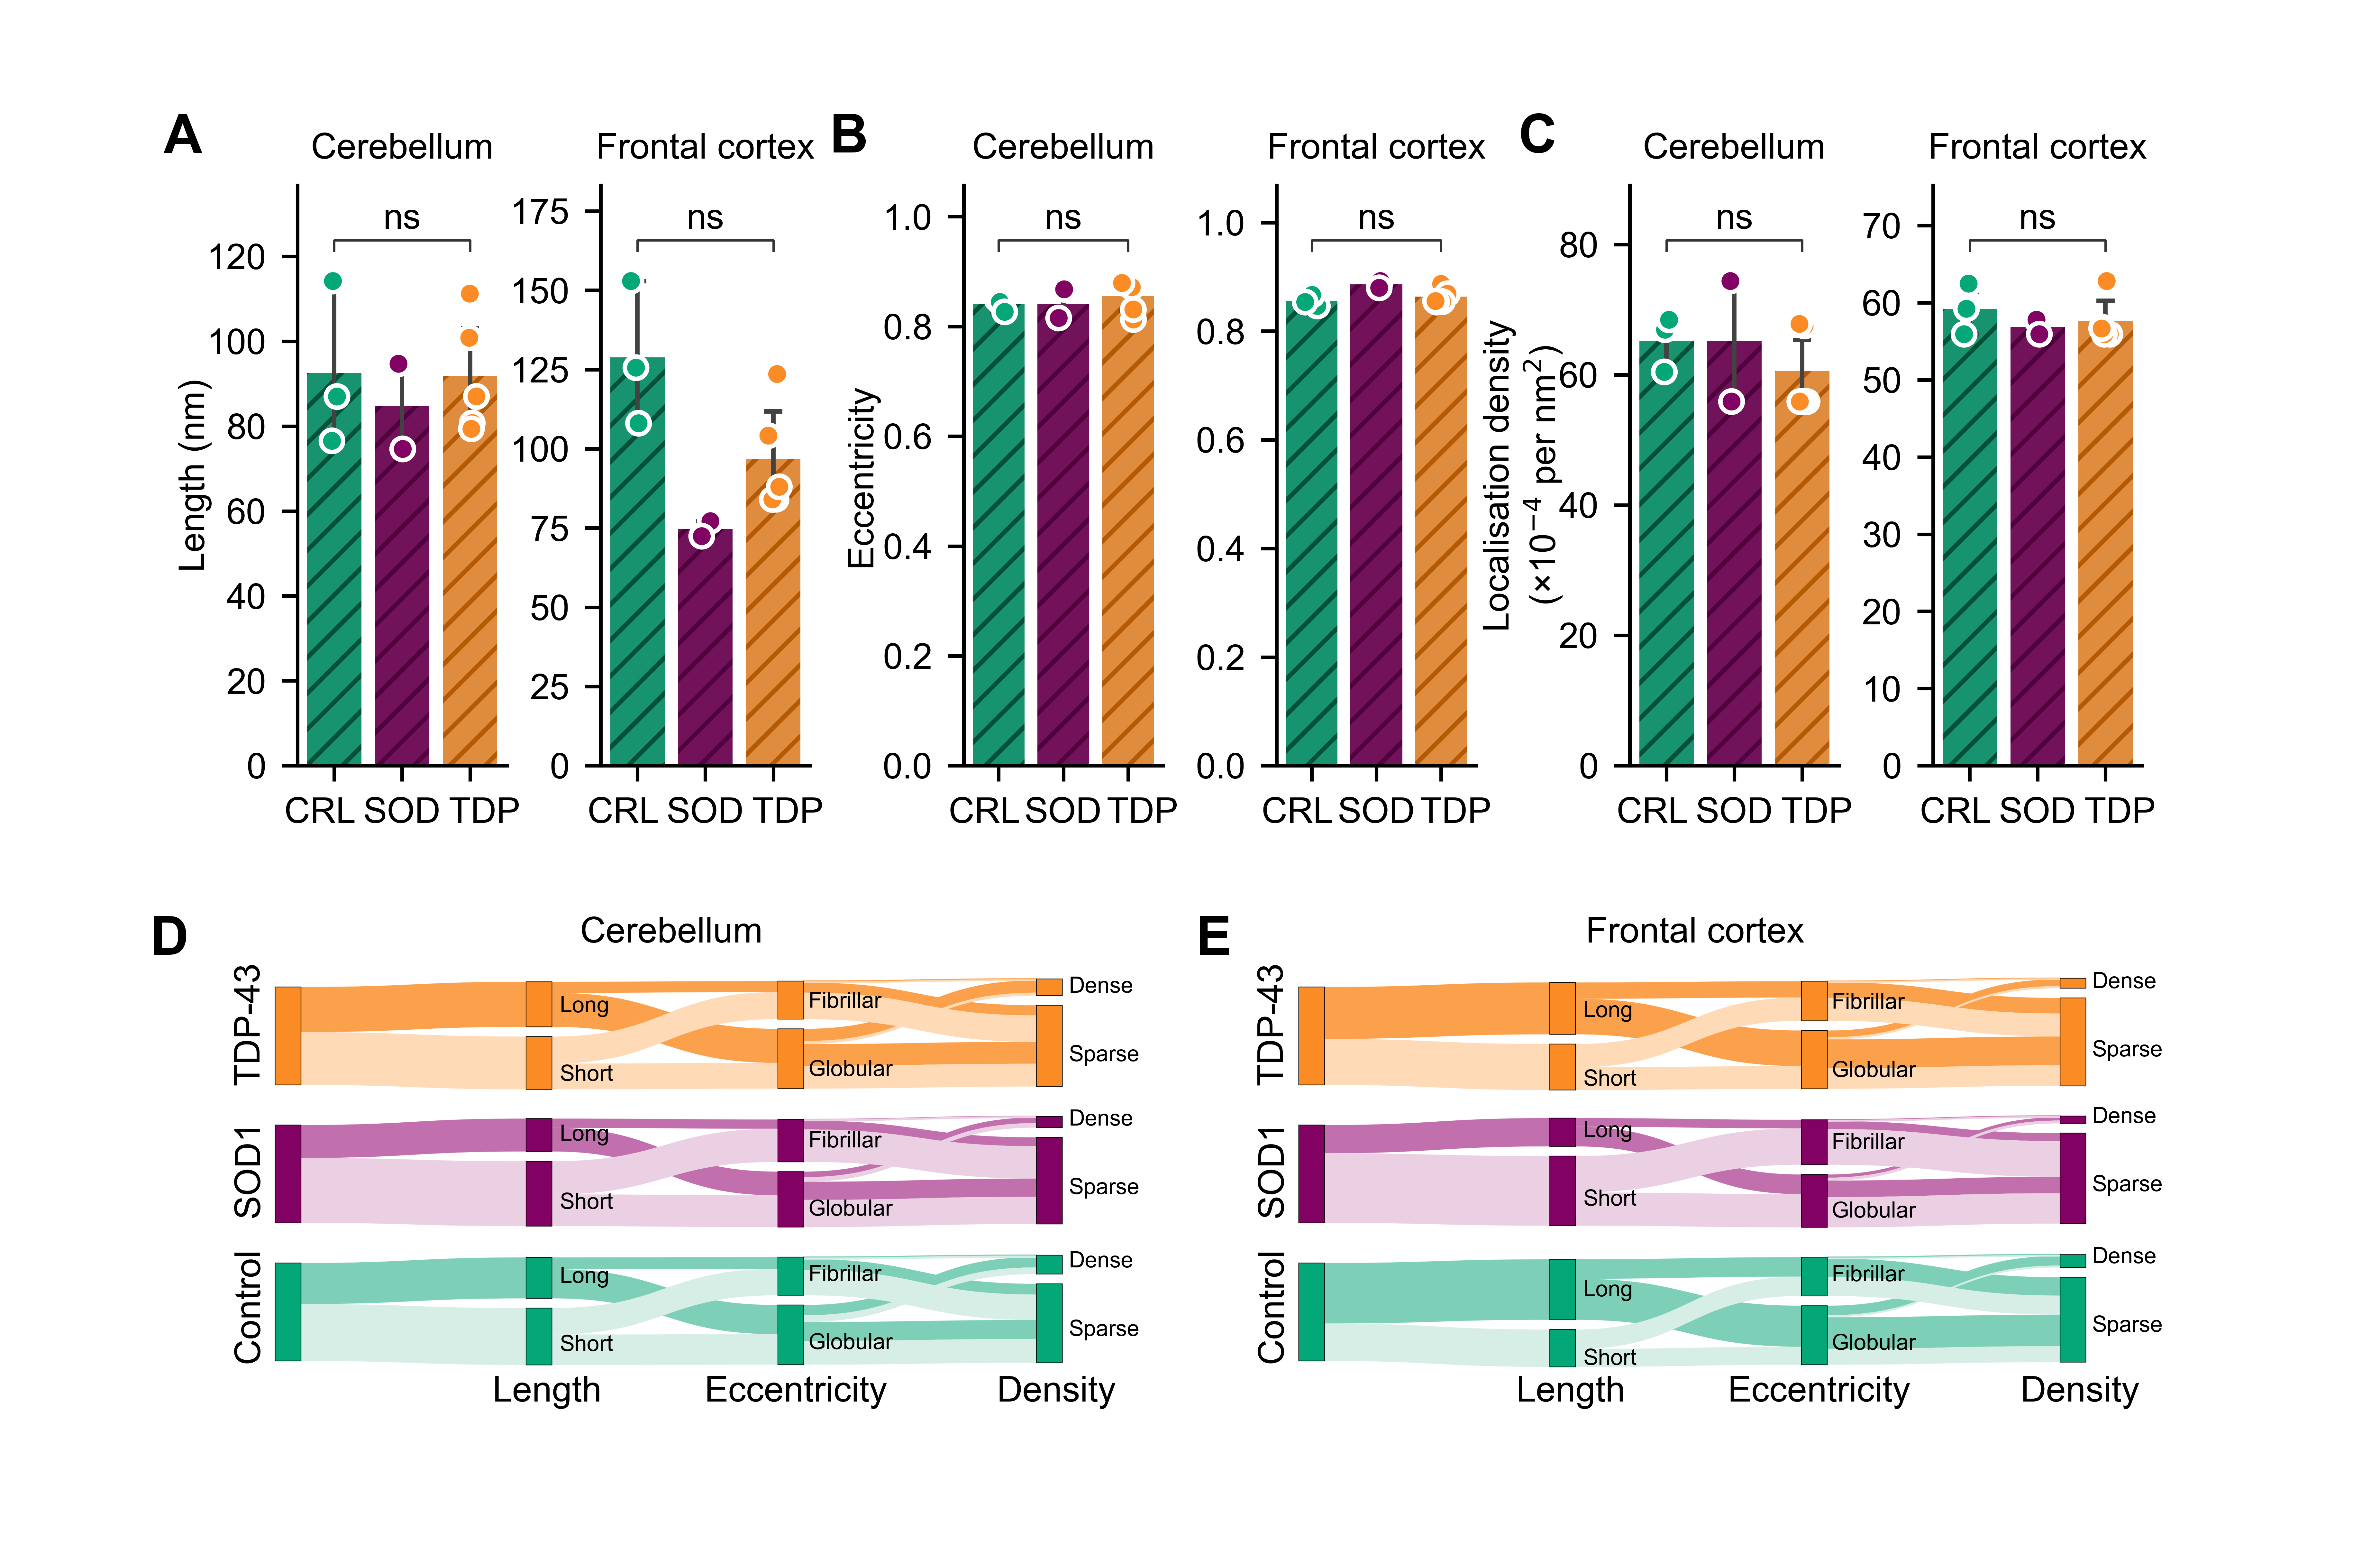 A
Cerebellum
Frontal cortex
B
Cerebellum
Frontal cortex
C
Cerebellum
Frontal cortex
Length (nm)
120
100
80
60
40
20
0
ns
CRL SOD TDP
175
150
125
100
75
50
25
0
ns
CRL SOD TDP
Eccentricity
1.0
0.8
0.6
0.4
0.2
0.0
ns
CRL SOD TDP
1.0
0.8
0.6
0.4
0.2
0.0
ns
CRL SOD TDP
Localisation density
(×10⁻⁴ per nm²)
80
60
40
20
0
ns
CRL SOD TDP
70
60
50
40
30
20
10
0
ns
CRL SOD TDP
D
Cerebellum
TDP-43
Long
Short
Fibrillar
Globular
Dense
Sparse
SOD1
Long
Short
Fibrillar
Globular
Dense
Sparse
Control
Long
Short
Fibrillar
Globular
Dense
Sparse
Length
Eccentricity
Density
E
Frontal cortex
TDP-43
Long
Short
Fibrillar
Globular
Dense
Sparse
SOD1
Long
Short
Fibrillar
Globular
Dense
Sparse
Control
Long
Short
Fibrillar
Globular
Dense
Sparse
Length
Eccentricity
Density